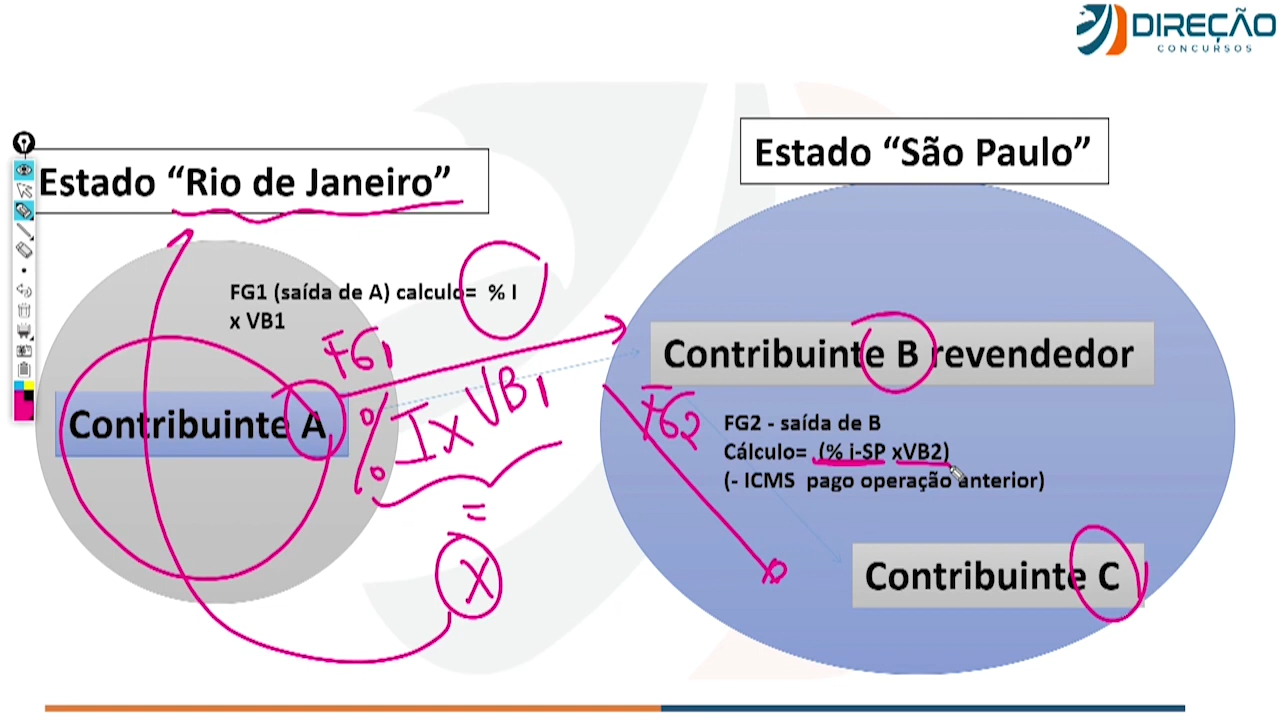 DIREÇÃO
CONCURSOS
Estado “Rio de Janeiro”
Estado “São Paulo”
FG1 (saída de A) calculo= % I
x VB1
FG1
% I x VB1
=
X
Contribuinte A
Contribuinte B revendedor
FG2
FG2 - saída de B
Cálculo= (% i-SP xVB2)
(- ICMS pago operação anterior)
Contribuinte C